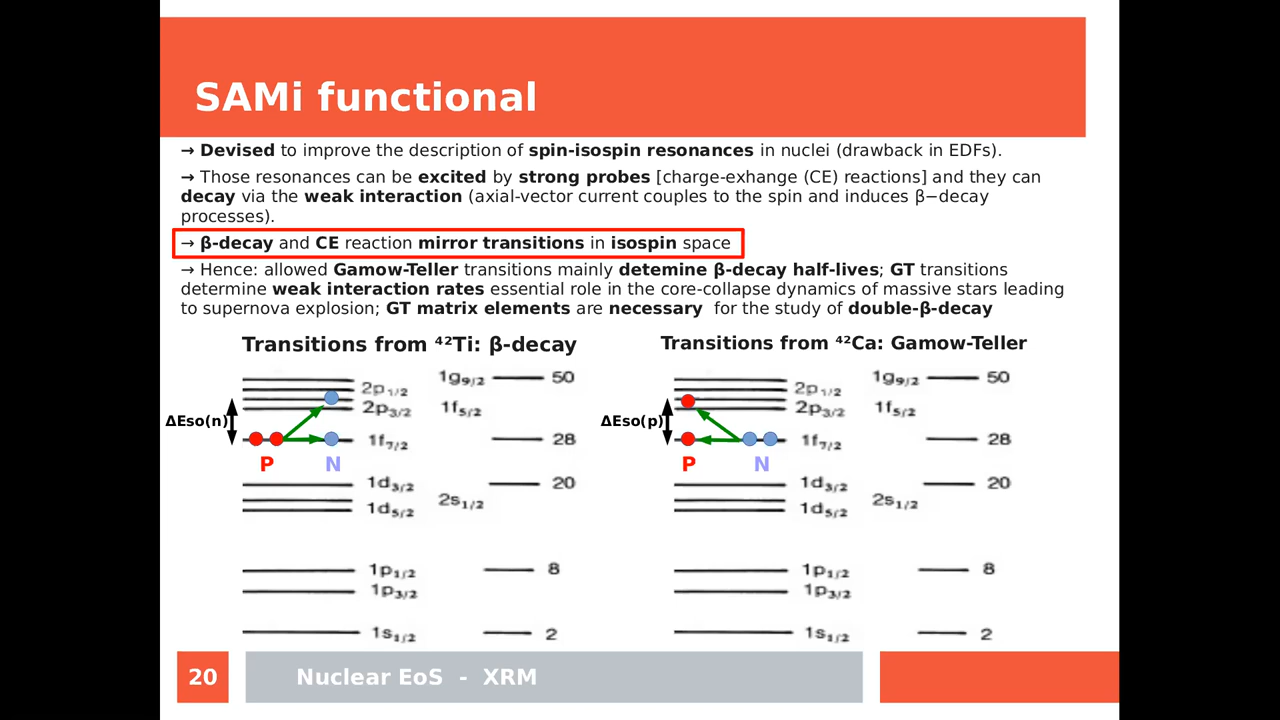 SAMi functional
→ Devised to improve the description of spin-isospin resonances in nuclei (drawback in EDFs).
→ Those resonances can be excited by strong probes [charge-exhange (CE) reactions] and they can
decay via the weak interaction (axial-vector current couples to the spin and induces β−decay
processes).
→ β-decay and CE reaction mirror transitions in isospin space
→ Hence: allowed Gamow-Teller transitions mainly detemine β-decay half-lives; GT transitions
determine weak interaction rates essential role in the core-collapse dynamics of massive stars leading
to supernova explosion; GT matrix elements are necessary for the study of double-β-decay
Transitions from ⁴²Ti: β-decay
1g₉/₂ 50
2p₁/₂
2p₃/₂ 1f₅/₂
ΔEso(n)
1f₇/₂ 28
P N
1d₃/₂ 20
2s₁/₂
1d₅/₂
1p₁/₂ 8
1p₃/₂
1s₁/₂ 2
Transitions from ⁴²Ca: Gamow-Teller
1g₉/₂ 50
2p₁/₂
2p₃/₂ 1f₅/₂
ΔEso(p)
1f₇/₂ 28
P N
1d₃/₂ 20
2s₁/₂
1d₅/₂
1p₁/₂ 8
1p₃/₂
1s₁/₂ 2
20 Nuclear EoS - XRM